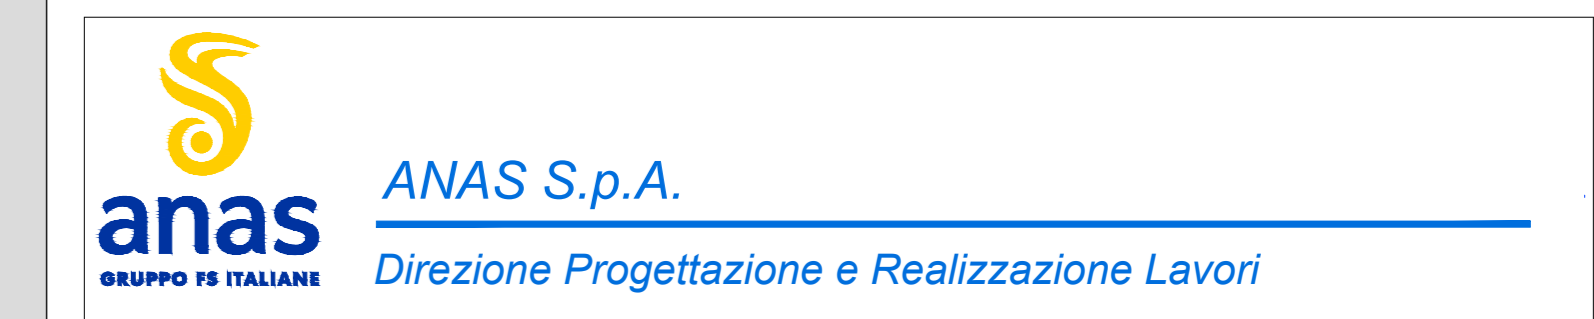 anas
GRUPPO FS ITALIANE
ANAS S.p.A.
Direzione Progettazione e Realizzazione Lavori